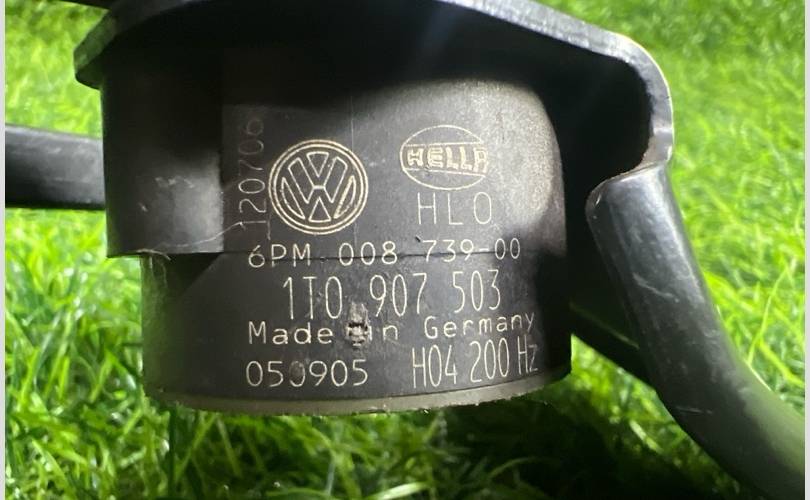 120706
HELLA
HLO
6PM 008 739-00
1T0 907 503
Made in Germany
050905 H04 200 Hz